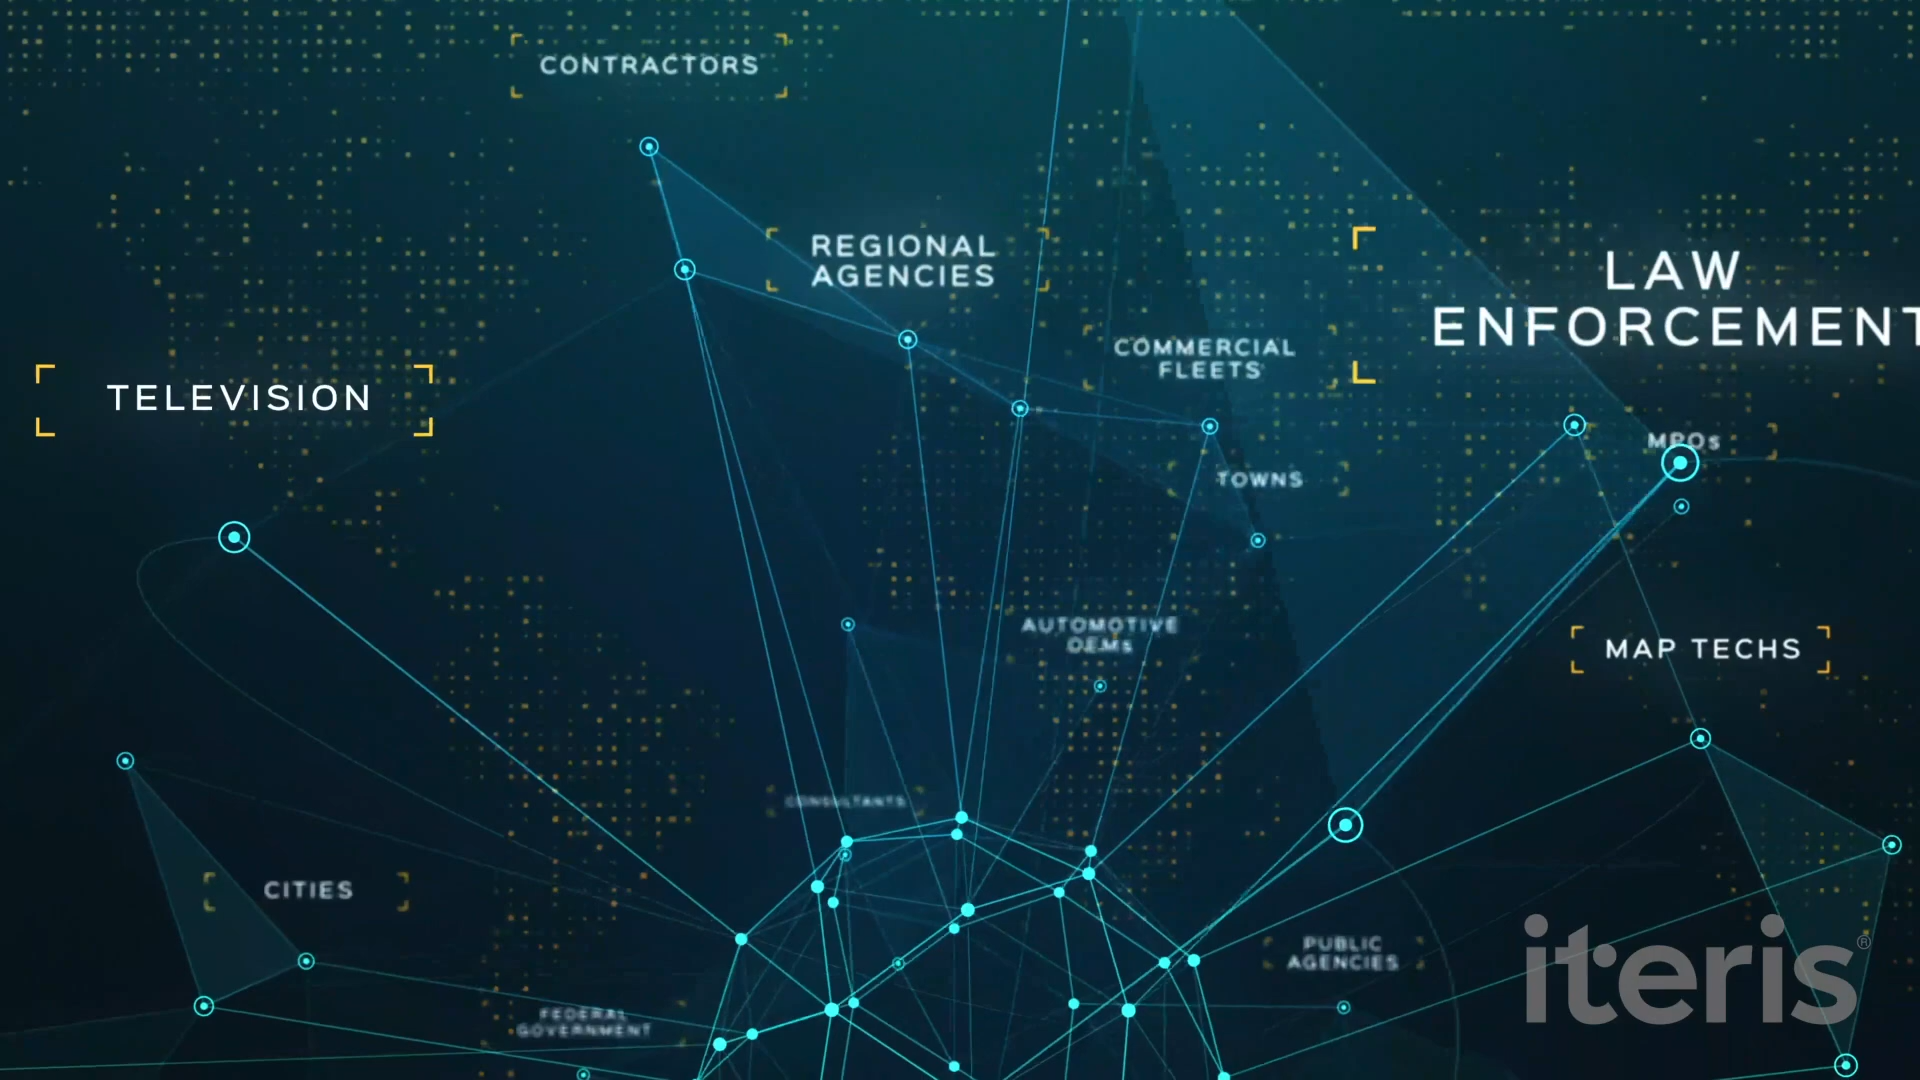 CONTRACTORS
REGIONAL
AGENCIES
LAW
ENFORCEMENT
COMMERCIAL
FLEETS
TELEVISION
MPOs
TOWNS
AUTOMOTIVE
OEMs
MAP TECHS
CONSULTANTS
CITIES
PUBLIC
AGENCIES
iteris®
FEDERAL
GOVERNMENT